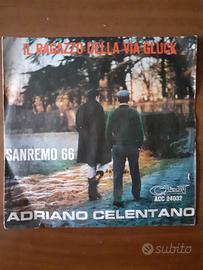 IL RAGAZZO DELLA VIA GLUCK
SANREMO 66
Clan
ACC 24032
ADRIANO CELENTANO
subito